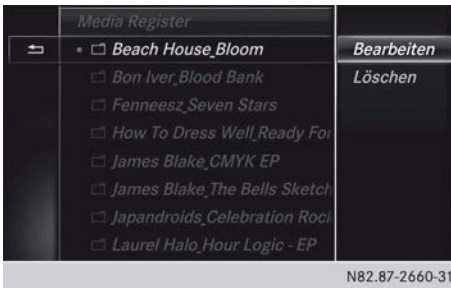 Media Register
Beach House_Bloom
Bon Iver_Blood Bank
Fenneesz_Seven Stars
How To Dress Well_Ready For
James Blake_CMYK EP
James Blake_The Bells Sketch
Japandroids_Celebration Rock
Laurel Halo_Hour Logic - EP
Bearbeiten
Löschen
N82.87-2660-31